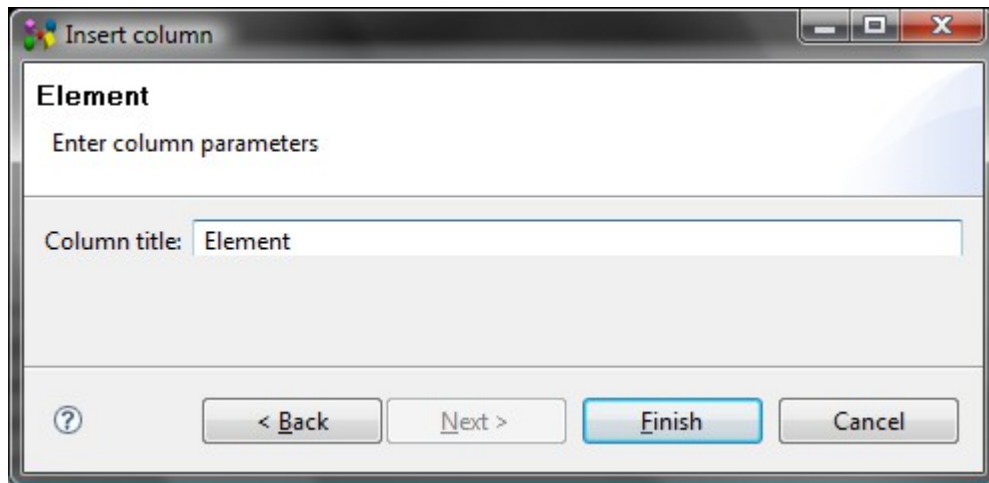 Insert column
Element
Enter column parameters
Column title: Element
? < Back Next > Finish Cancel